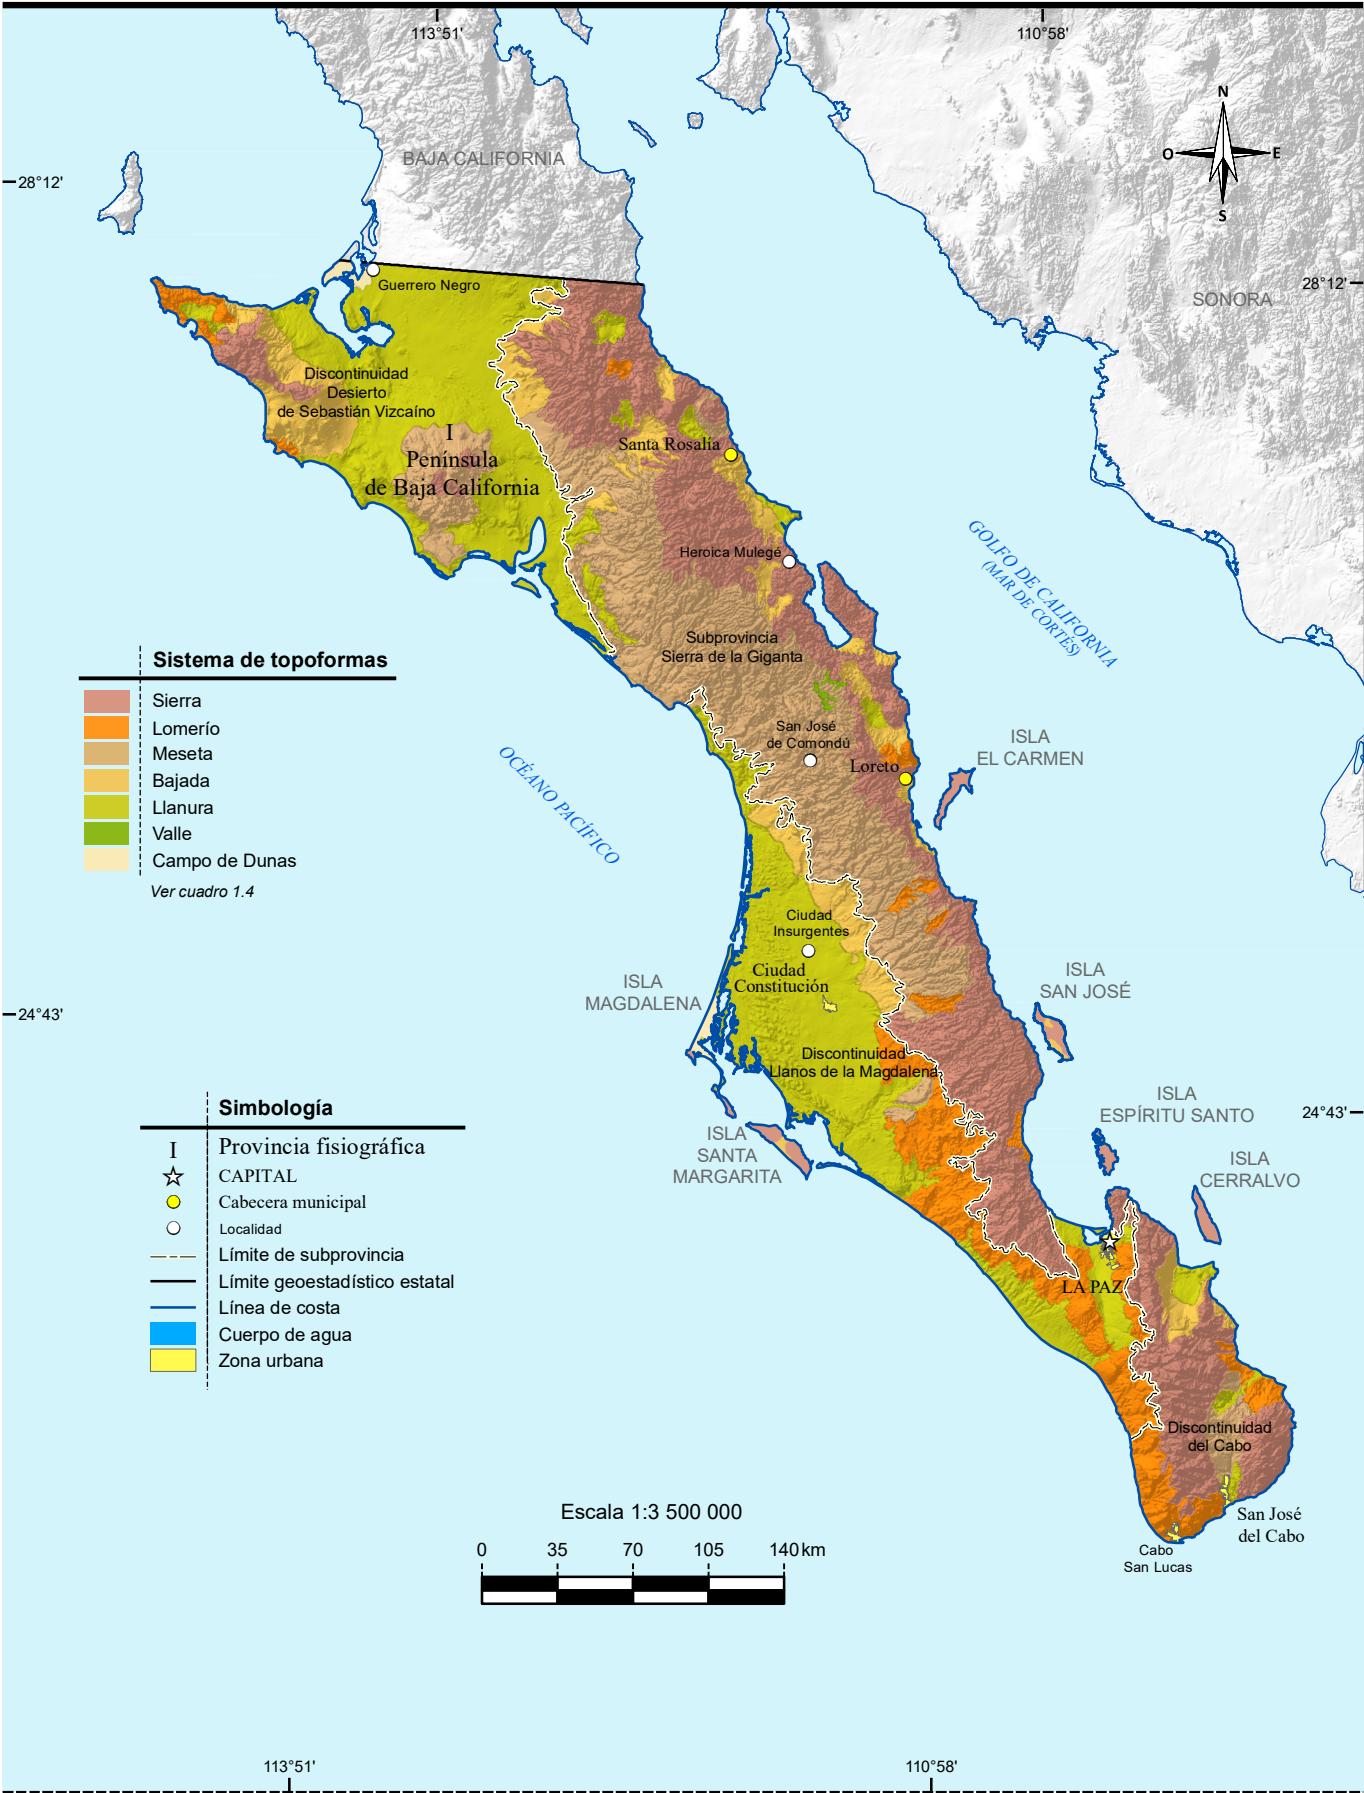 113°51'
110°58'
N
O
E
S
BAJA CALIFORNIA
28°12'
28°12'
SONORA
Guerrero Negro
Discontinuidad
Desierto
de Sebastián Vizcaíno
I
Península
de Baja California
Santa Rosalía
Heroica Mulegé
GOLFO DE CALIFORNIA
(MAR DE CORTÉS)
Subprovincia
Sierra de la Giganta
Sistema de topoformas
Sierra
Lomerío
Meseta
Bajada
Llanura
Valle
Campo de Dunas
Ver cuadro 1.4
San José
de Comondú
Loreto
ISLA
EL CARMEN
OCÉANO PACÍFICO
Ciudad
Insurgentes
Ciudad
Constitución
ISLA
MAGDALENA
ISLA
SAN JOSÉ
24°43'
Discontinuidad
Llanos de la Magdalena
24°43'
ISLA
ESPÍRITU SANTO
ISLA
SANTA
MARGARITA
ISLA
CERRALVO
Simbología
I Provincia fisiográfica
CAPITAL
Cabecera municipal
Localidad
Límite de subprovincia
Límite geoestadístico estatal
Línea de costa
Cuerpo de agua
Zona urbana
LA PAZ
Discontinuidad
del Cabo
San José
del Cabo
Cabo
San Lucas
Escala 1:3 500 000
0 35 70 105 140 km
113°51'
110°58'